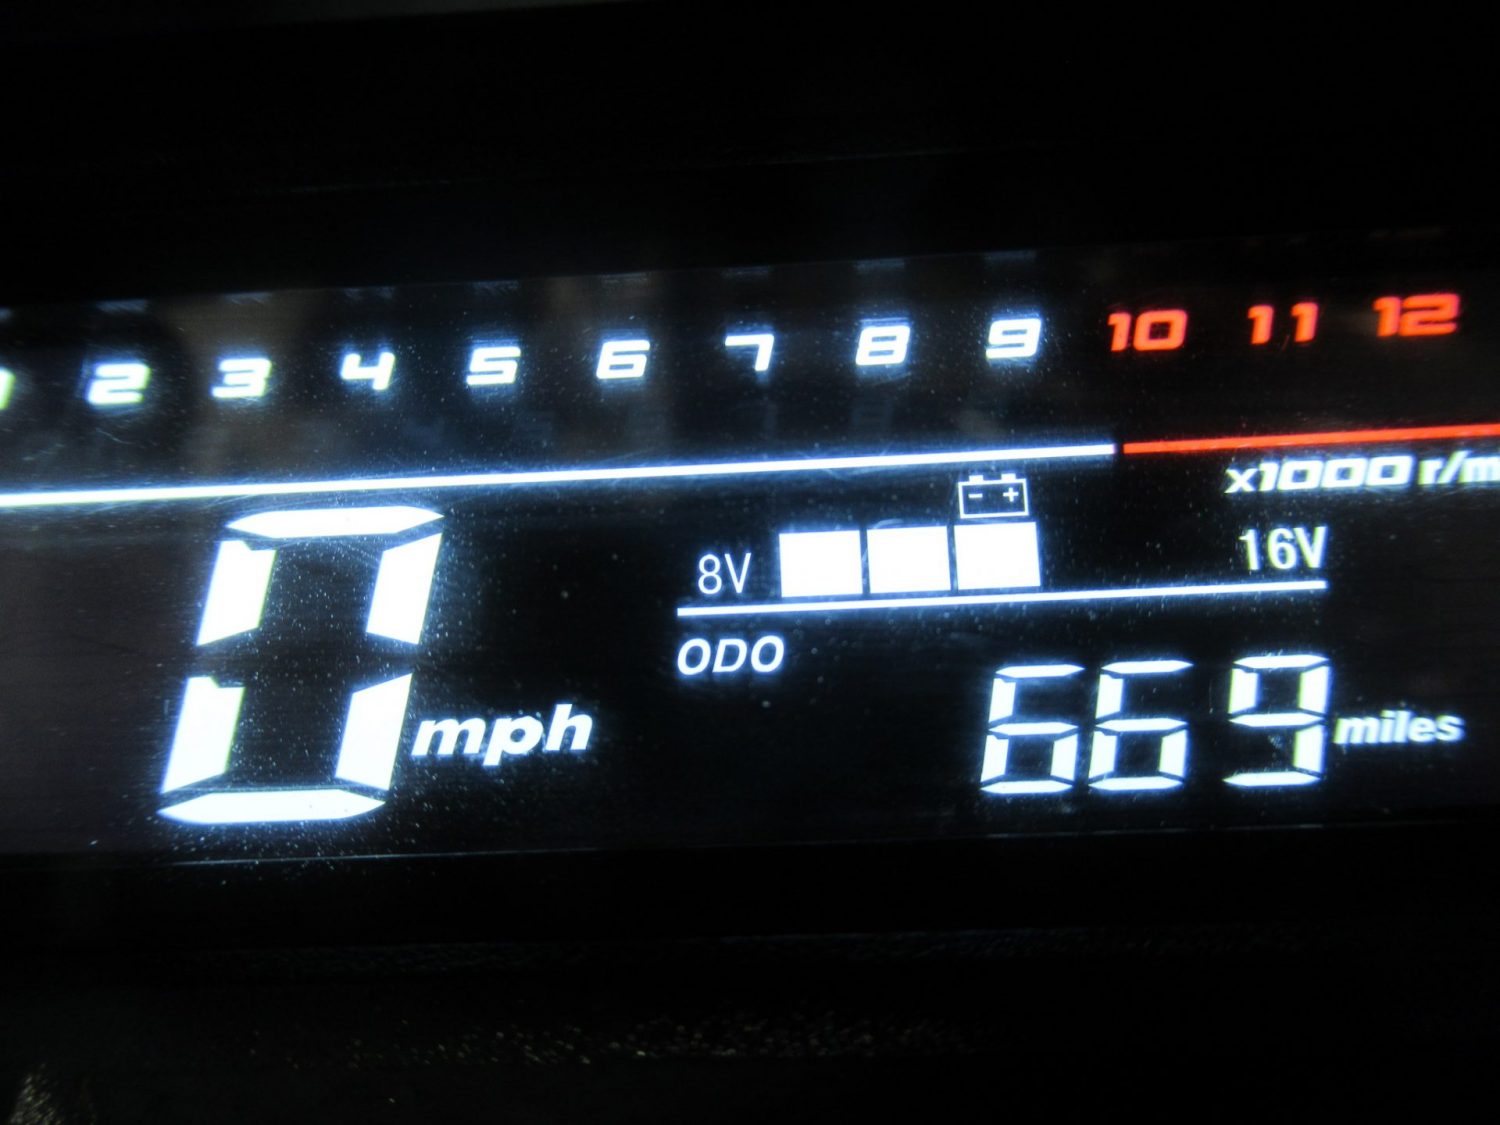 1 2 3 4 5 6 7 8 9 10 11 12
x1000 r/m
- +
8V 16V
ODO
0 mph 669 miles